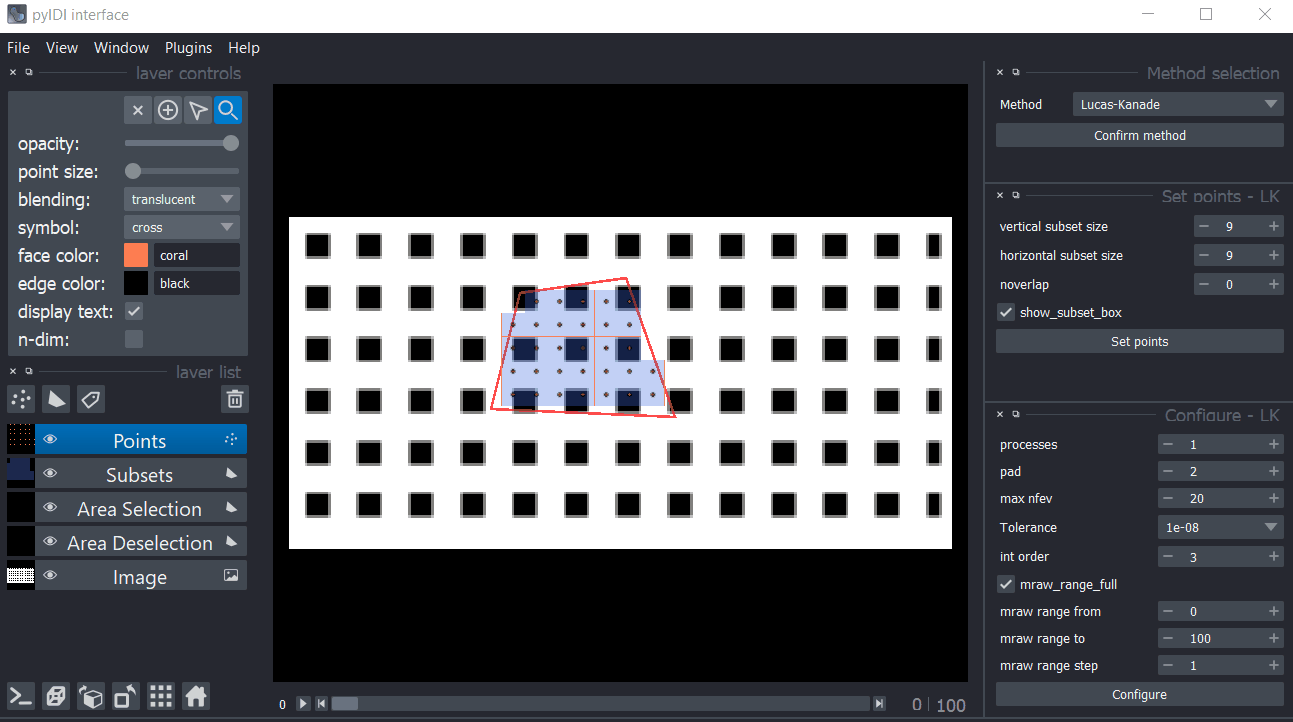 pyIDI interface
File View Window Plugins Help
layer controls
opacity:
point size:
blending: translucent
symbol: cross
face color: coral
edge color: black
display text:
n-dim:
layer list
Points
Subsets
Area Selection
Area Deselection
Image
0
0 | 100
Method selection
Method Lucas-Kanade
Confirm method
Set points - LK
vertical subset size 9
horizontal subset size 9
noverlap 0
show_subset_box
Set points
Configure - LK
processes 1
pad 2
max nfev 20
Tolerance 1e-08
int order 3
mraw_range_full
mraw range from 0
mraw range to 100
mraw range step 1
Configure